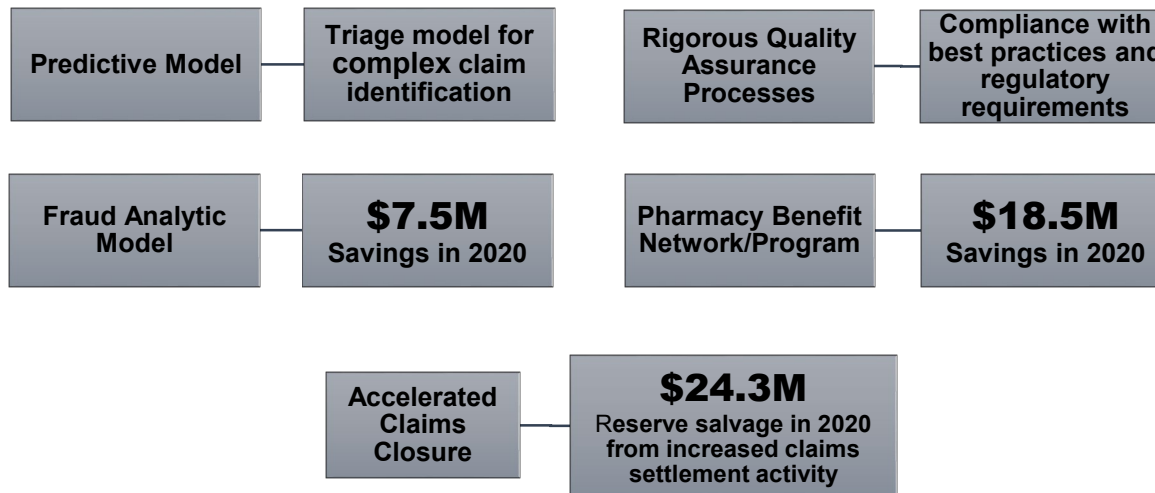 Predictive Model
Triage model for
complex claim
identification
Rigorous Quality
Assurance
Processes
Compliance with
best practices and
regulatory
requirements
Fraud Analytic
Model
$7.5M
Savings in 2020
Pharmacy Benefit
Network/Program
$18.5M
Savings in 2020
Accelerated
Claims
Closure
$24.3M
Reserve salvage in 2020
from increased claims
settlement activity